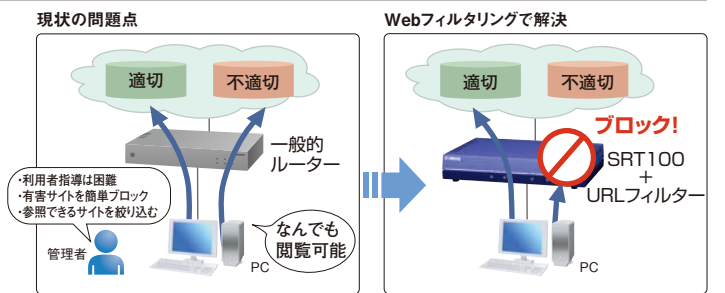 現状の問題点
適切
不適切
一般的
ルーター
・利用者指導は困難
・有害サイトを簡単ブロック
・参照できるサイトを絞り込む
管理者
なんでも
閲覧可能
PC
Webフィルタリングで解決
適切
不適切
ブロック!
SRT100
+
URLフィルター
PC